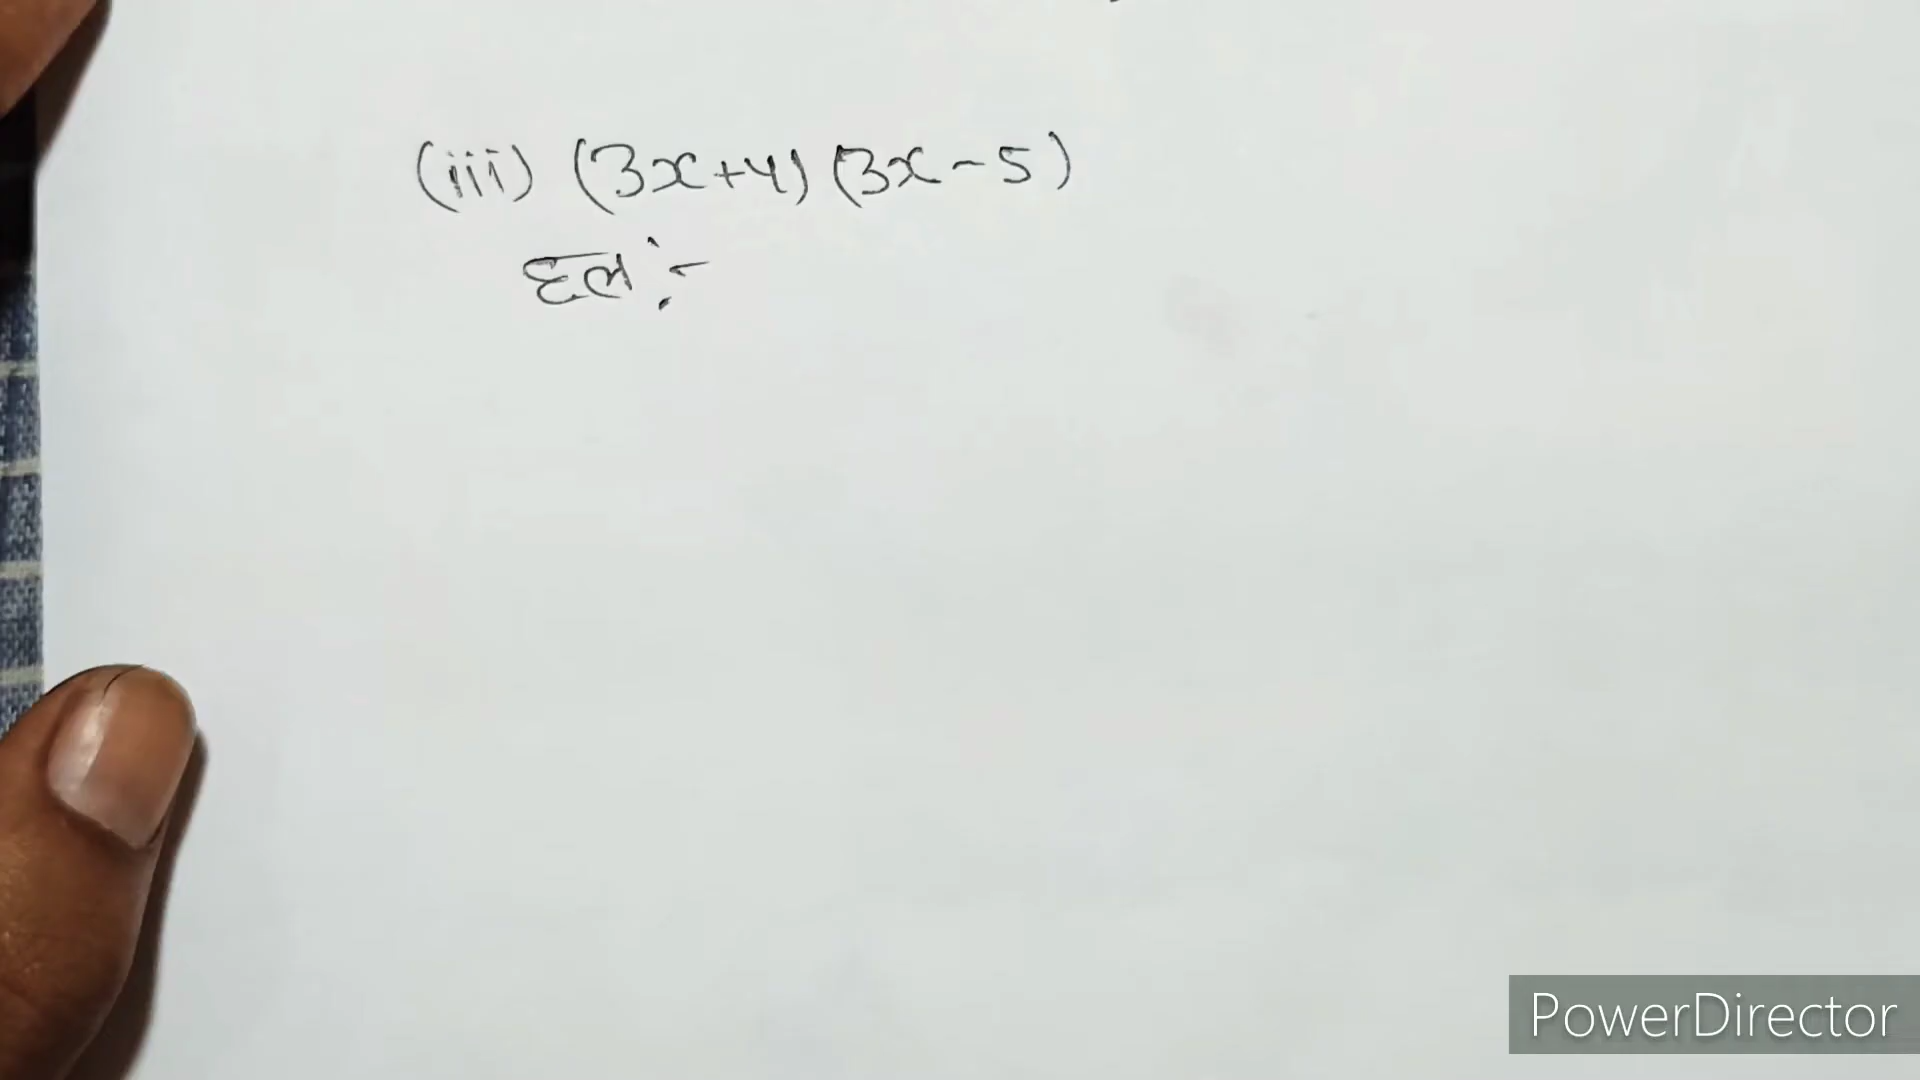 (iii) (3x+4) (3x-5)
हल :-
PowerDirector